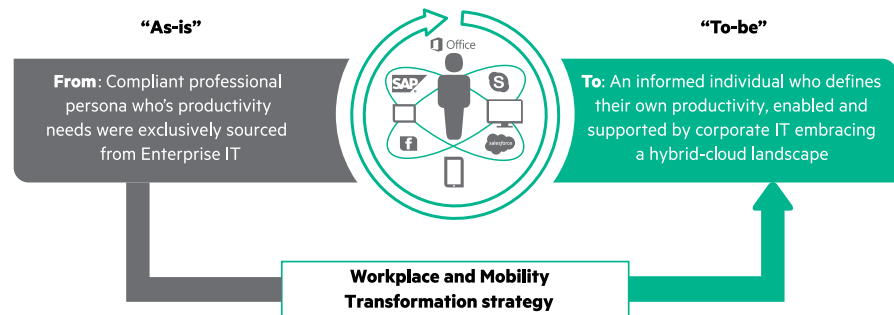 “As-is”
From: Compliant professional
persona who’s productivity
needs were exclusively sourced
from Enterprise IT
Office
SAP
S
f
salesforce
“To-be”
To: An informed individual who defines
their own productivity, enabled and
supported by corporate IT embracing
a hybrid-cloud landscape
Workplace and Mobility
Transformation strategy